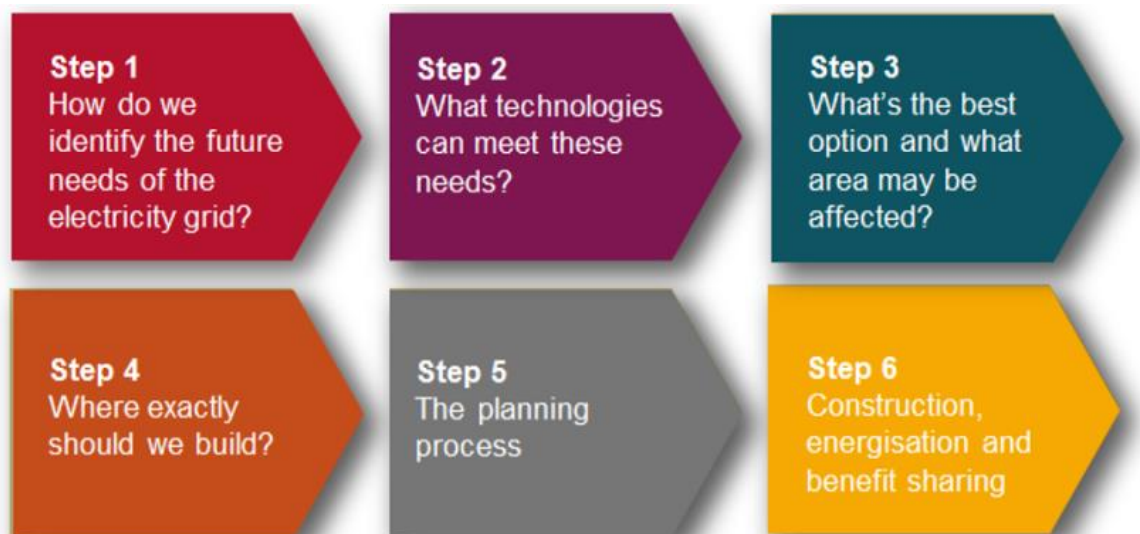 Step 1
How do we
identify the future
needs of the
electricity grid?
Step 2
What technologies
can meet these
needs?
Step 3
What's the best
option and what
area may be
affected?
Step 4
Where exactly
should we build?
Step 5
The planning
process
Step 6
Construction,
energisation and
benefit sharing